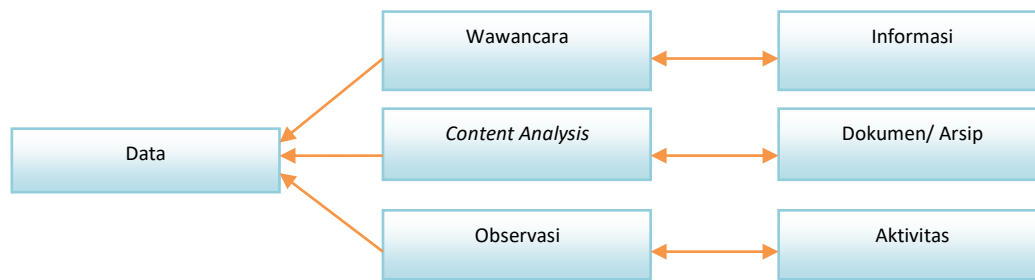 Wawancara
Informasi
Data
Content Analysis
Dokumen/ Arsip
Observasi
Aktivitas